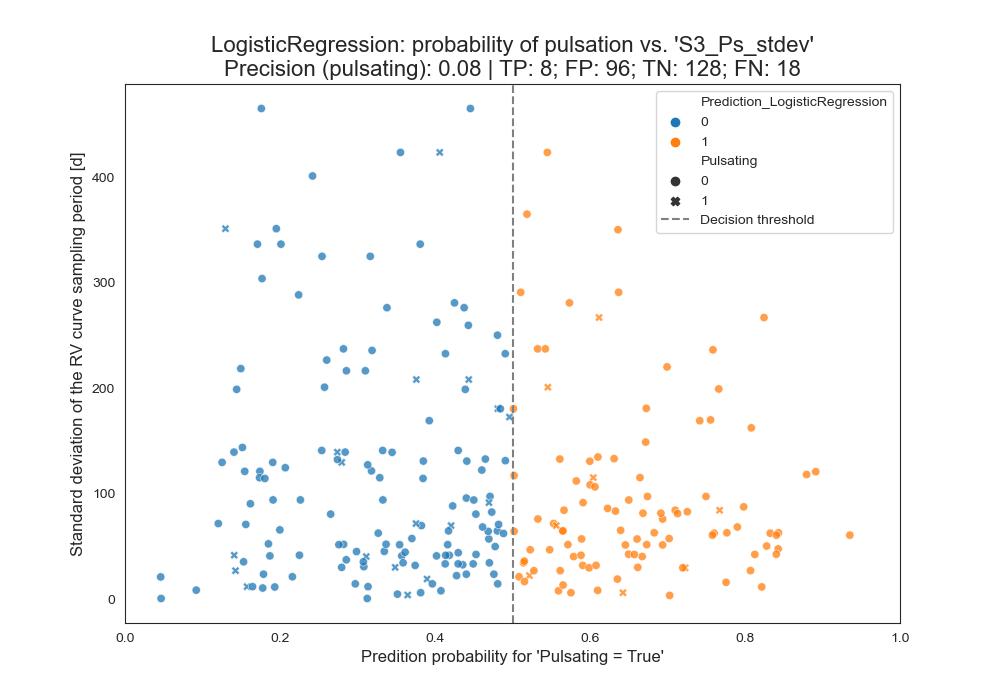 LogisticRegression: probability of pulsation vs. 'S3_Ps_stdev'
Precision (pulsating): 0.08 | TP: 8; FP: 96; TN: 128; FN: 18
Prediction_LogisticRegression
0
1
Pulsating
0
1
Decision threshold
Standard deviation of the RV curve sampling period [d]
400
300
200
100
0
0.0 0.2 0.4 0.6 0.8 1.0
Predition probability for 'Pulsating = True'